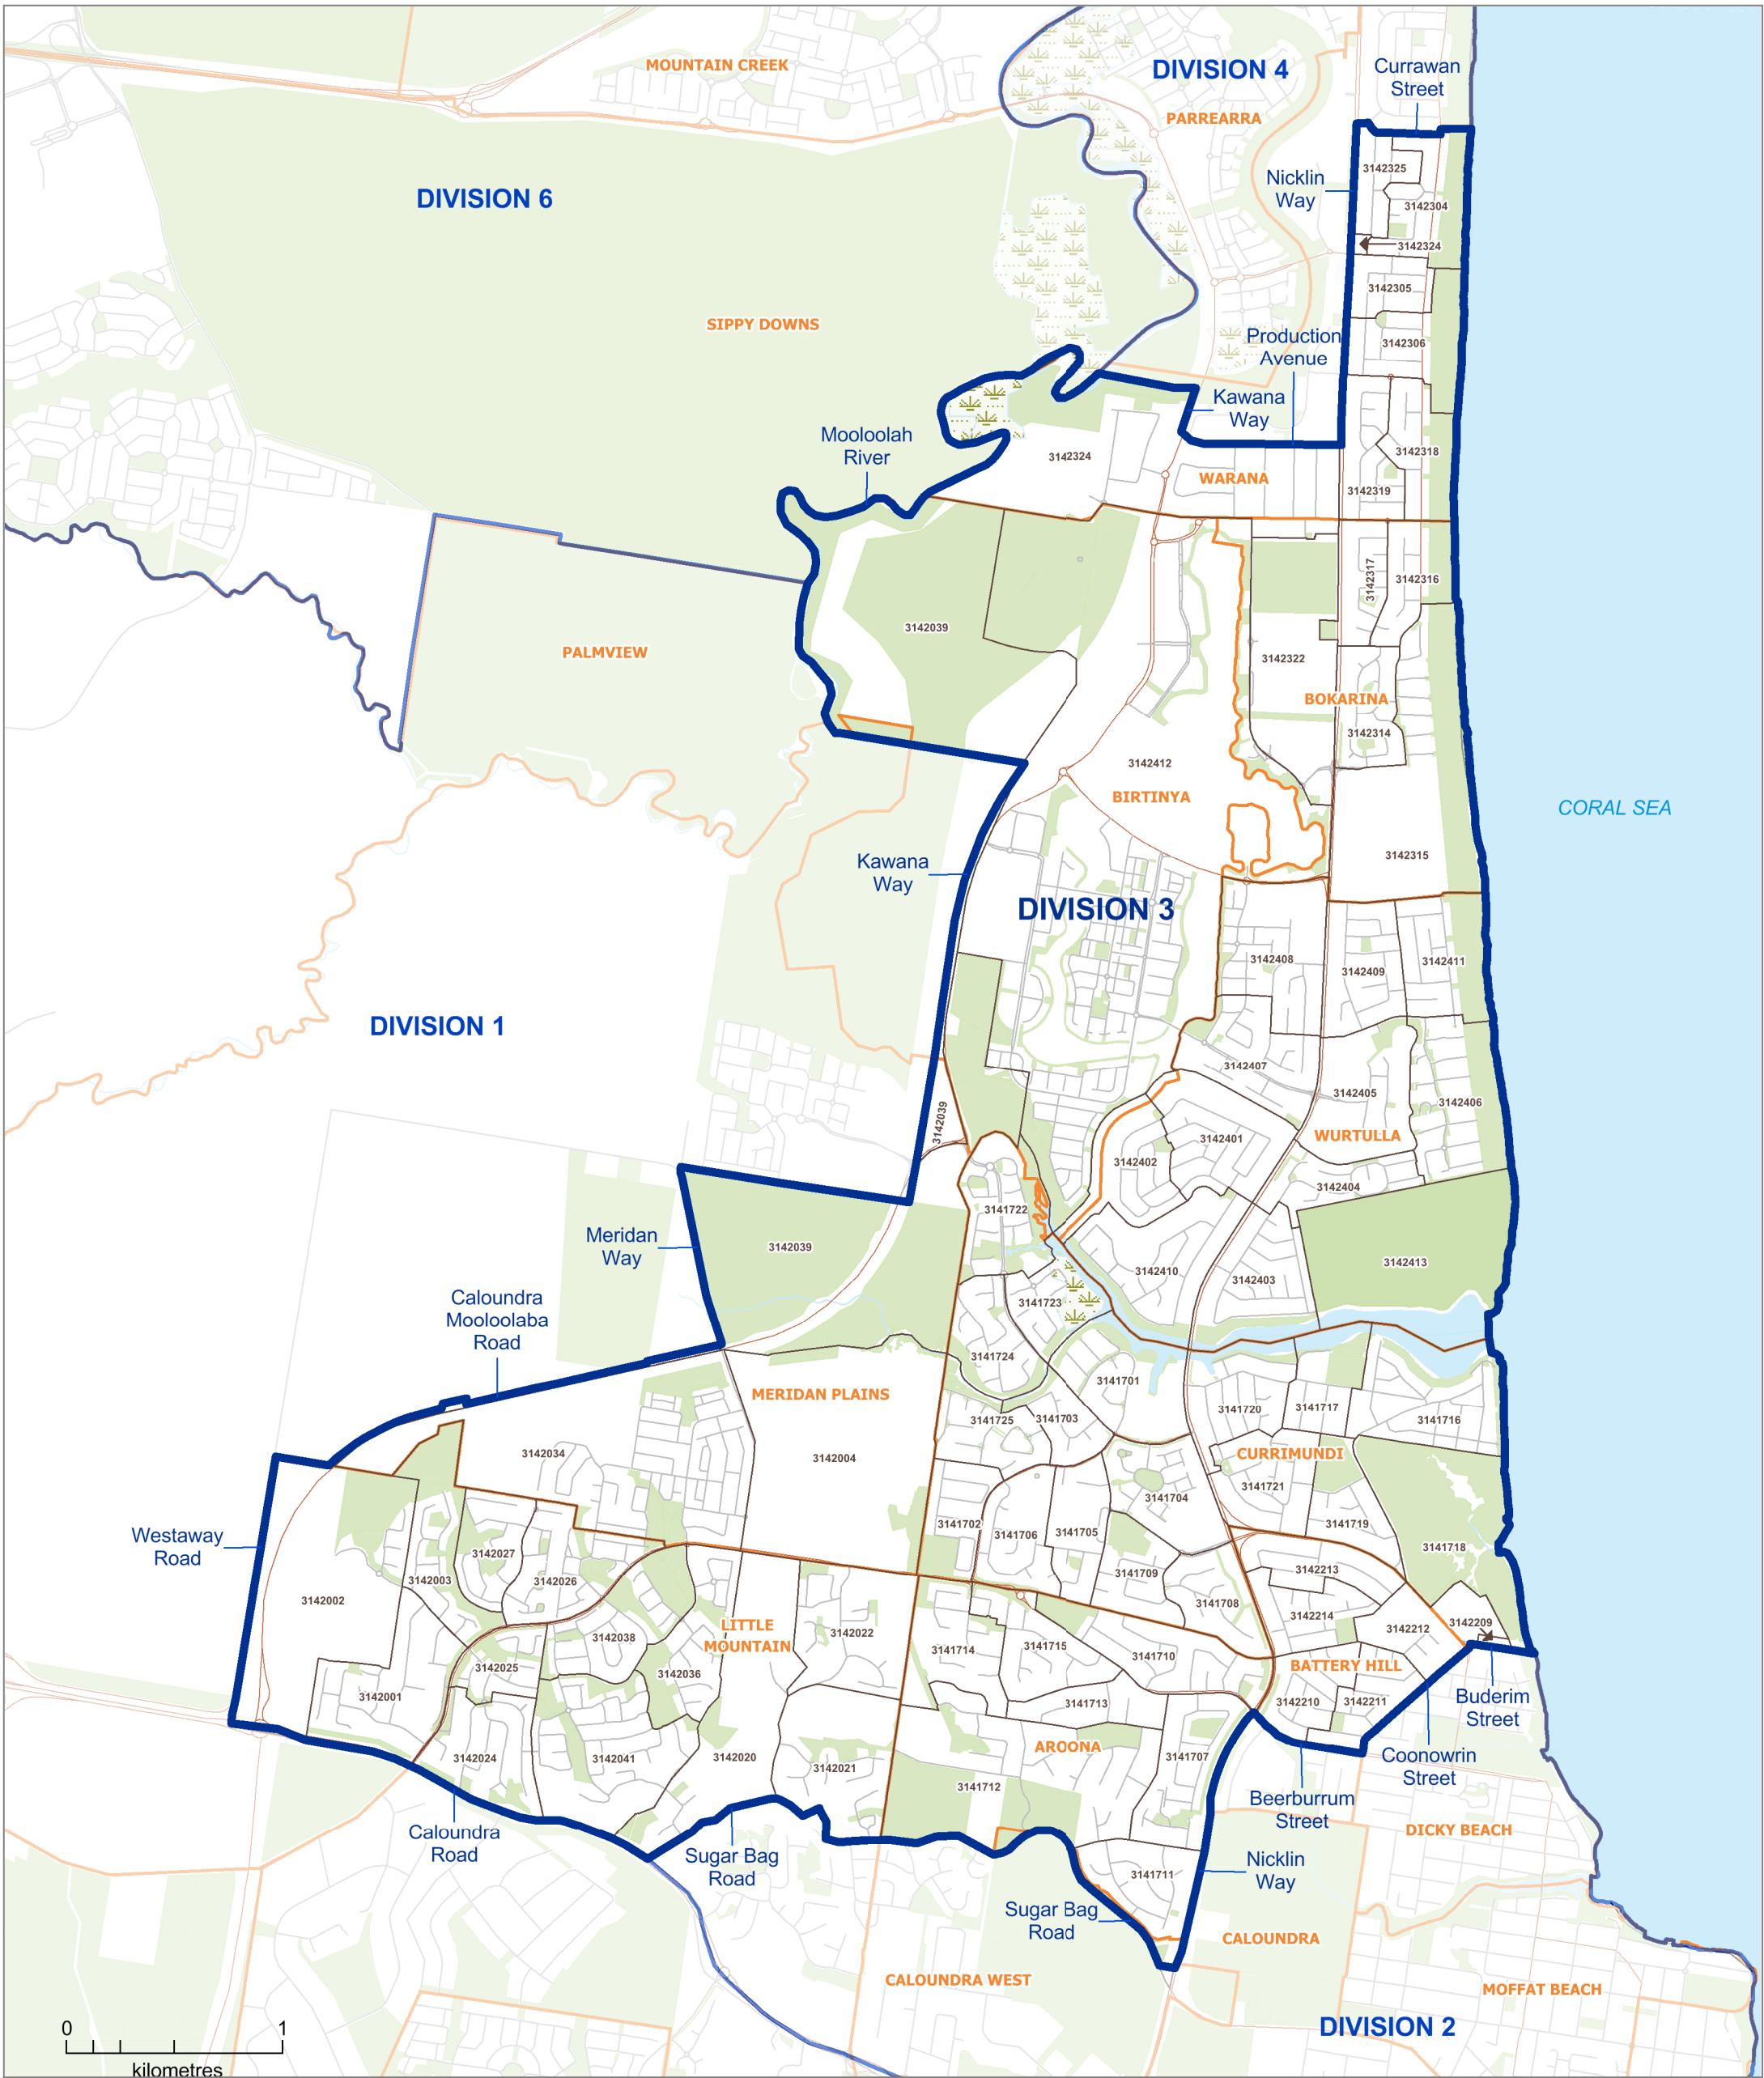 MOUNTAIN CREEK
DIVISION 4
Currawan
Street
PARREARRA
3142325
Nicklin
Way
DIVISION 6
3142304
3142324
3142305
SIPPY DOWNS
Production
Avenue
3142306
Kawana
Way
Mooloolah
River
3142324
3142318
WARANA
3142319
3142317
3142316
3142039
PALMVIEW
3142322
BOKARINA
3142314
3142412
BIRTINYA
CORAL SEA
3142315
Kawana
Way
DIVISION 3
3142408
3142409
3142411
DIVISION 1
3142407
3142405
3142406
3142039
WURTULLA
3142401
3142402
3142404
3141722
Meridan
Way
3142039
3142413
3142410
3142403
3141723
Caloundra
Mooloolaba
Road
3141724
3141701
MERIDAN PLAINS
3141720
3141717
3141716
3141725
3141703
CURRIMUNDI
3142034
3142004
3141721
3141704
3141702
3141706
3141705
3141719
Westaway
Road
3141718
3142027
3142213
3142003
3142026
3141709
3142002
3141708
3142214
3142209
LITTLE
MOUNTAIN
3142022
3142212
3142038
3141714
3141715
3141710
BATTERY HILL
3142025
3142036
3142001
3141713
3142210
3142211
Buderim
Street
AROONA
3142024
3142041
3142020
3142021
3141707
Coonowrin
Street
3141712
Beerburrum
Street
Caloundra
Road
DICKY BEACH
Sugar Bag
Road
Nicklin
Way
3141711
Sugar Bag
Road
CALOUNDRA
CALOUNDRA WEST
MOFFAT BEACH
DIVISION 2
0 1
kilometres